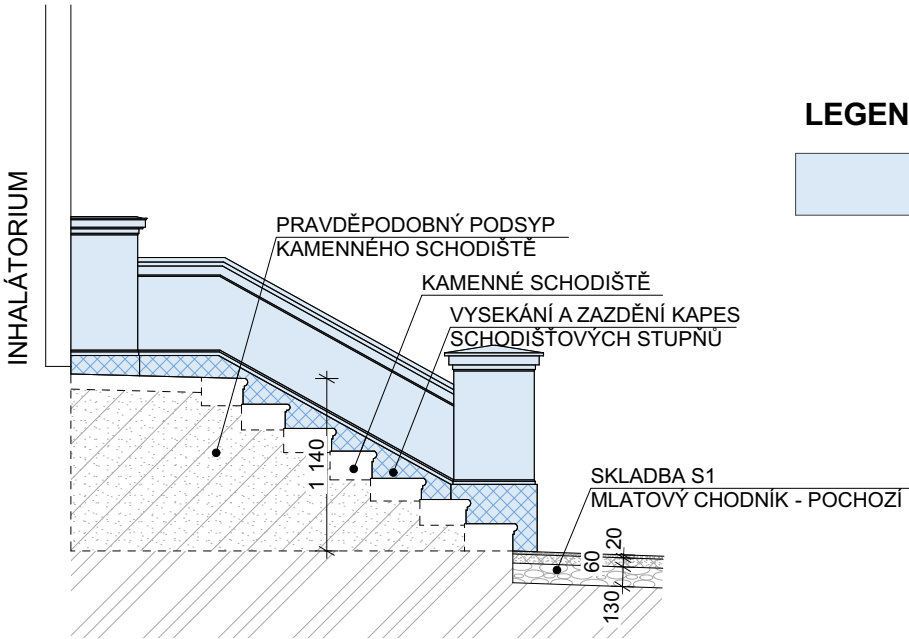 LEGEN
INHALÁTORIUM
PRAVDĚPODOBNÝ PODSYP
KAMENNÉHO SCHODIŠTĚ
KAMENNÉ SCHODIŠTĚ
VYSEKÁNÍ A ZAZDĚNÍ KAPES
SCHODIŠŤOVÝCH STUPŇŮ
1 140
SKLADBA S1
MLATOVÝ CHODNÍK - POCHOZÍ
20
60
130